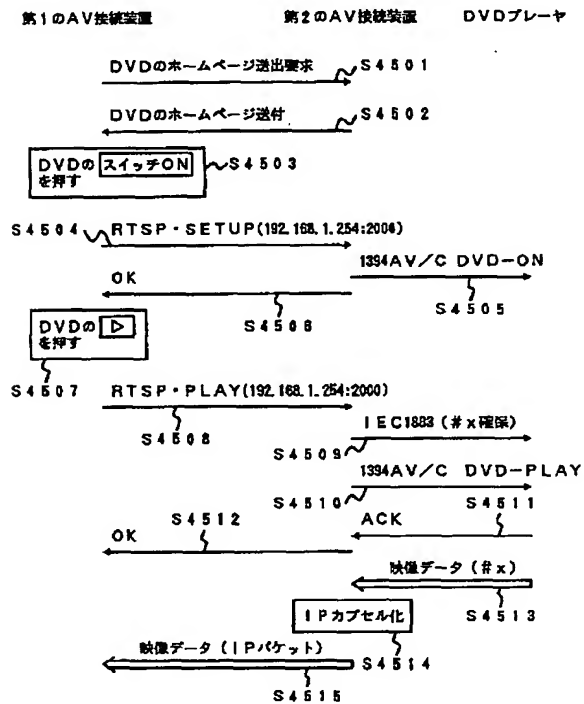 第1のAV接続装置 第2のAV接続装置 DVDプレーヤ
DVDのホームページ送出要求 S4501
DVDのホームページ送付 S4502
DVDの スイッチON
を押す
S4503
S4504 RTSP・SETUP(192.168.1.254:2000)
OK
S4506
1394AV/C DVD-ON
S4505
DVDの ▷
を押す
S4507
RTSP・PLAY(192.168.1.254:2000)
S4508
IEC1883(#x確保)
S4509
1394AV/C DVD-PLAY
S4510
S4511
ACK
S4512
OK
映像データ(#x)
S4513
IPカプセル化
S4514
映像データ(IPパケット)
S4515